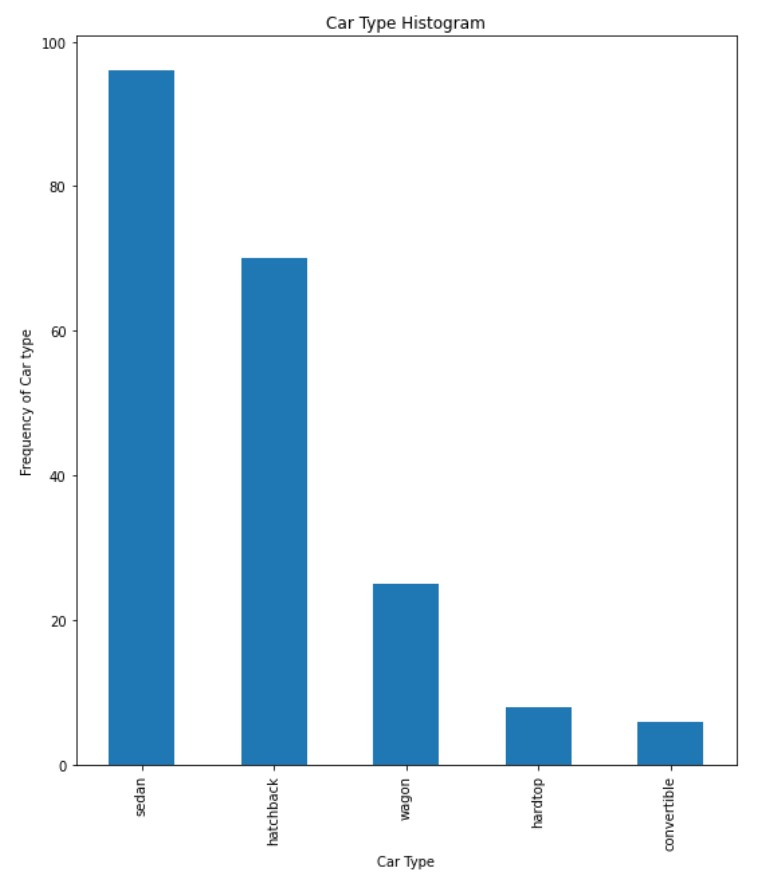 Car Type Histogram
100
80
60
40
20
0
Frequency of Car type
sedan
hatchback
wagon
hardtop
convertible
Car Type